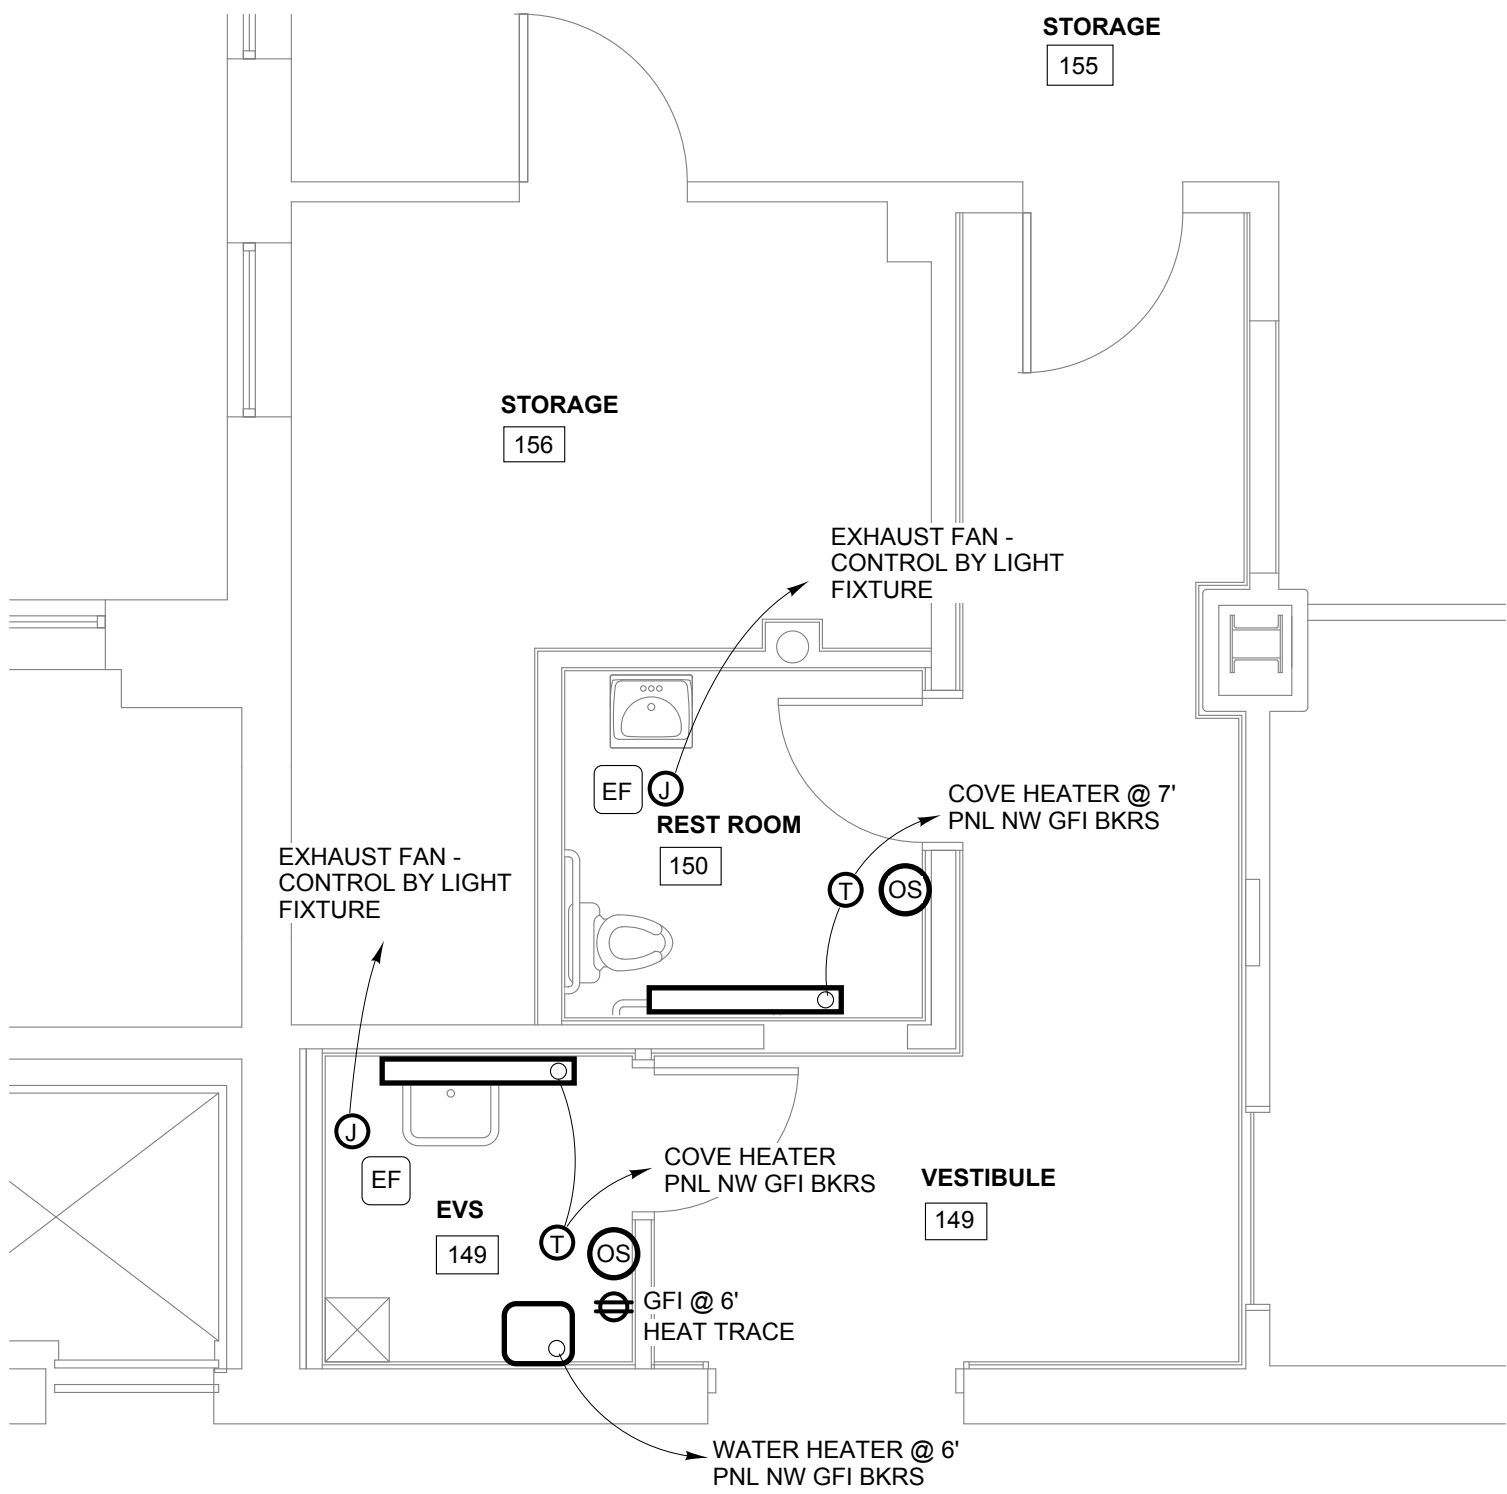 STORAGE
155
STORAGE
156
EXHAUST FAN -
CONTROL BY LIGHT
FIXTURE
EF
J
REST ROOM
150
COVE HEATER @ 7'
PNL NW GFI BKRS
T
OS
EXHAUST FAN -
CONTROL BY LIGHT
FIXTURE
J
EF
EVS
149
COVE HEATER
PNL NW GFI BKRS
T
OS
VESTIBULE
149
GFI @ 6'
HEAT TRACE
WATER HEATER @ 6'
PNL NW GFI BKRS